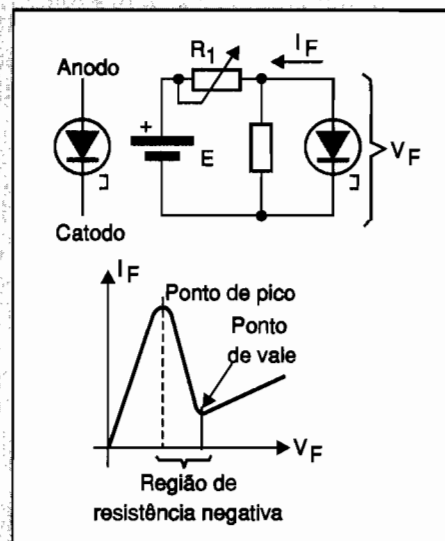 Anodo
Catodo
R1
IF
+
E
VF
IF
Ponto de pico
Ponto
de vale
VF
Região de
resistência negativa